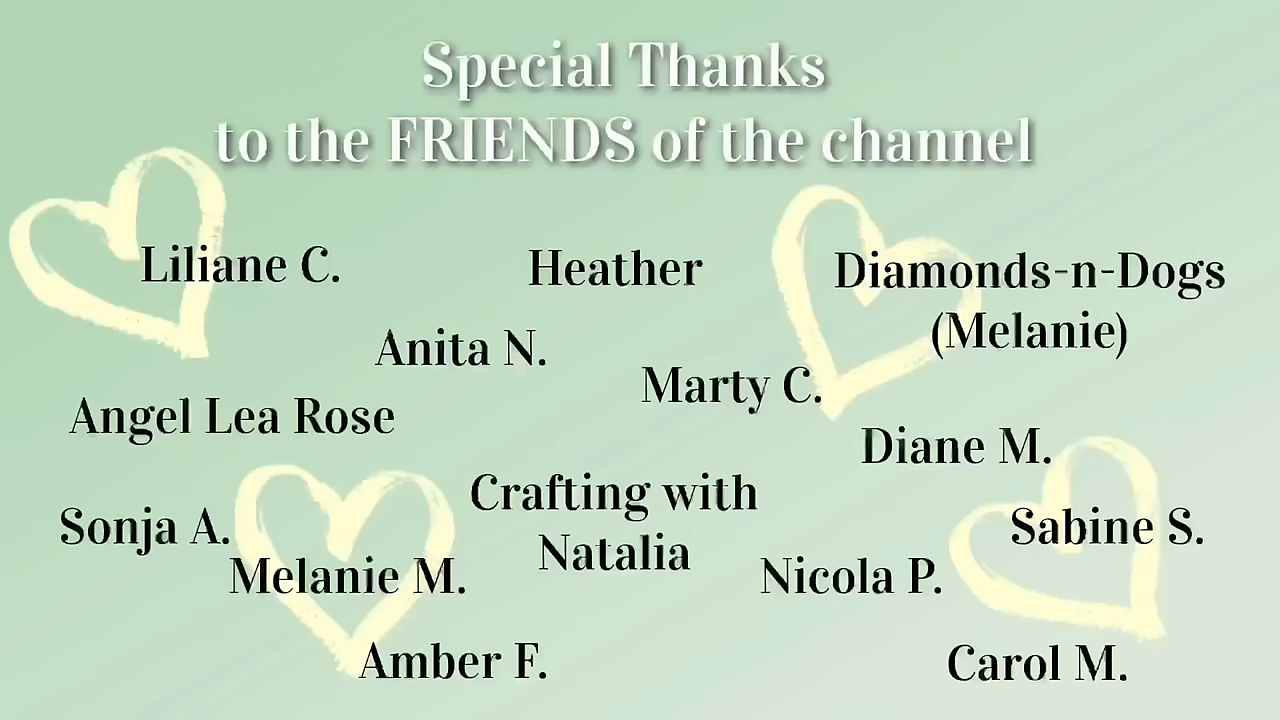 Special Thanks
to the FRIENDS of the channel
Liliane C.
Heather
Diamonds-n-Dogs
(Melanie)
Anita N.
Marty C.
Angel Lea Rose
Diane M.
Crafting with
Natalia
Sonja A.
Sabine S.
Melanie M.
Nicola P.
Amber F.
Carol M.